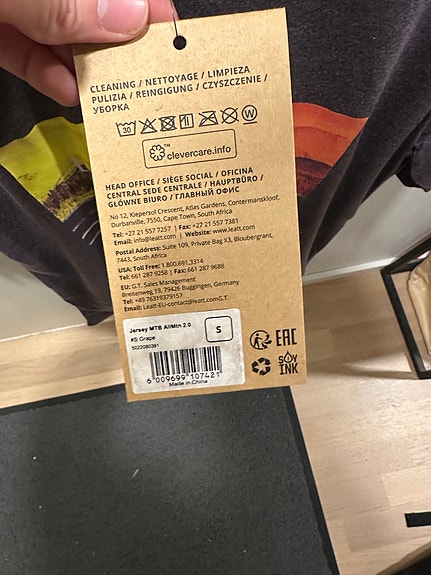 CLEANING / NETTOYAGE / LIMPIEZA
PULIZIA / REINGIGUNG / CZYSZCZENIE /
УБОРКА
30
W
™
clevercare.info
HEAD OFFICE / SIÈGE SOCIAL / OFICINA
CENTRAL SEDE CENTRALE / HAUPTBÜRO /
GŁÓWNE BIURO / ГЛАВНЫЙ ОФИС
No 12, Kiepersol Crescent, Atlas Gardens, Contermanskloof,
Durbanville, 7550, Cape Town, South Africa
Tel: +27 21 557 7257 | Fax: +27 21 557 7381
Email: info@leatt.com | Website: www.leatt.com
Postal Address: Suite 109, Private Bag X3, Bloubergrant,
7443, South Africa
USA: Toll Free: 1.800.691.3314
Tel: 661 287 9258 | Fax: 661 287 9688
EU: G.T. Sales Management
Breitenweg 19, 79426 Buggingen, Germany
Tel: +49 76319379157
Email: Leatt-EU-contact@leatt.comG.T.
Jersey MTB AllMtn 2.0
#S Grape
5022080391
S
6 009699 107421
Made in China
EAC
SOY
INK